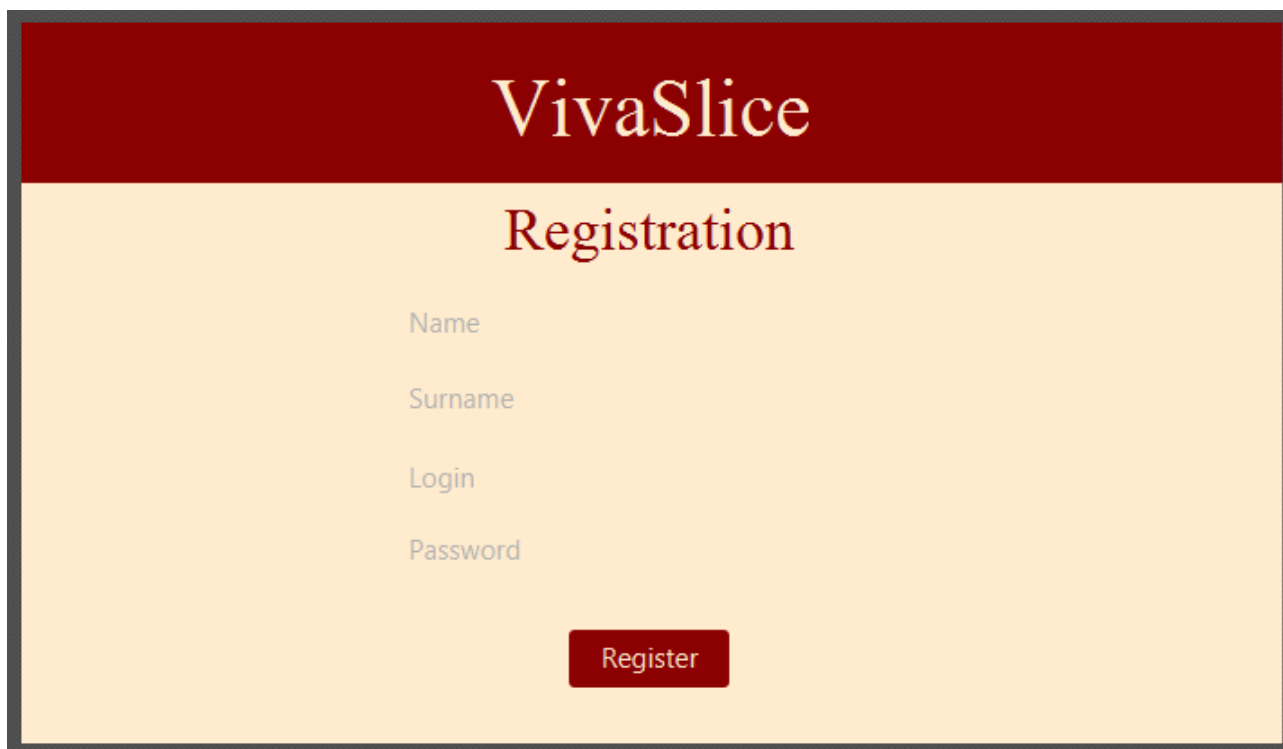 VivaSlice
Registration
Name
Surname
Login
Password
Register